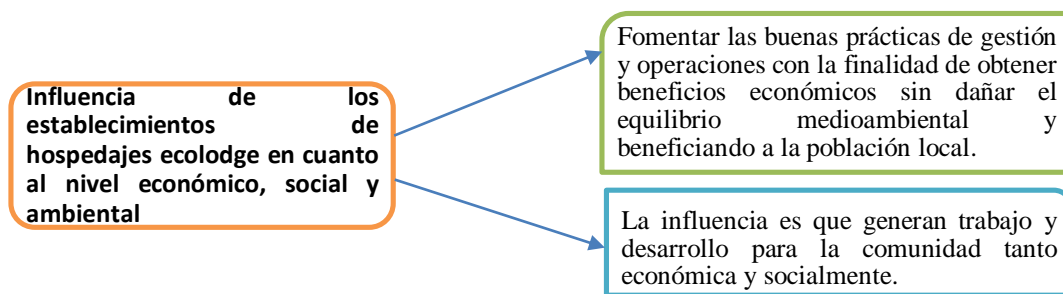 Influencia de los
establecimientos de
hospedajes ecolodge en cuanto
al nivel económico, social y
ambiental
Fomentar las buenas prácticas de gestión
y operaciones con la finalidad de obtener
beneficios económicos sin dañar el
equilibrio medioambiental y
beneficiando a la población local.
La influencia es que generan trabajo y
desarrollo para la comunidad tanto
económica y socialmente.